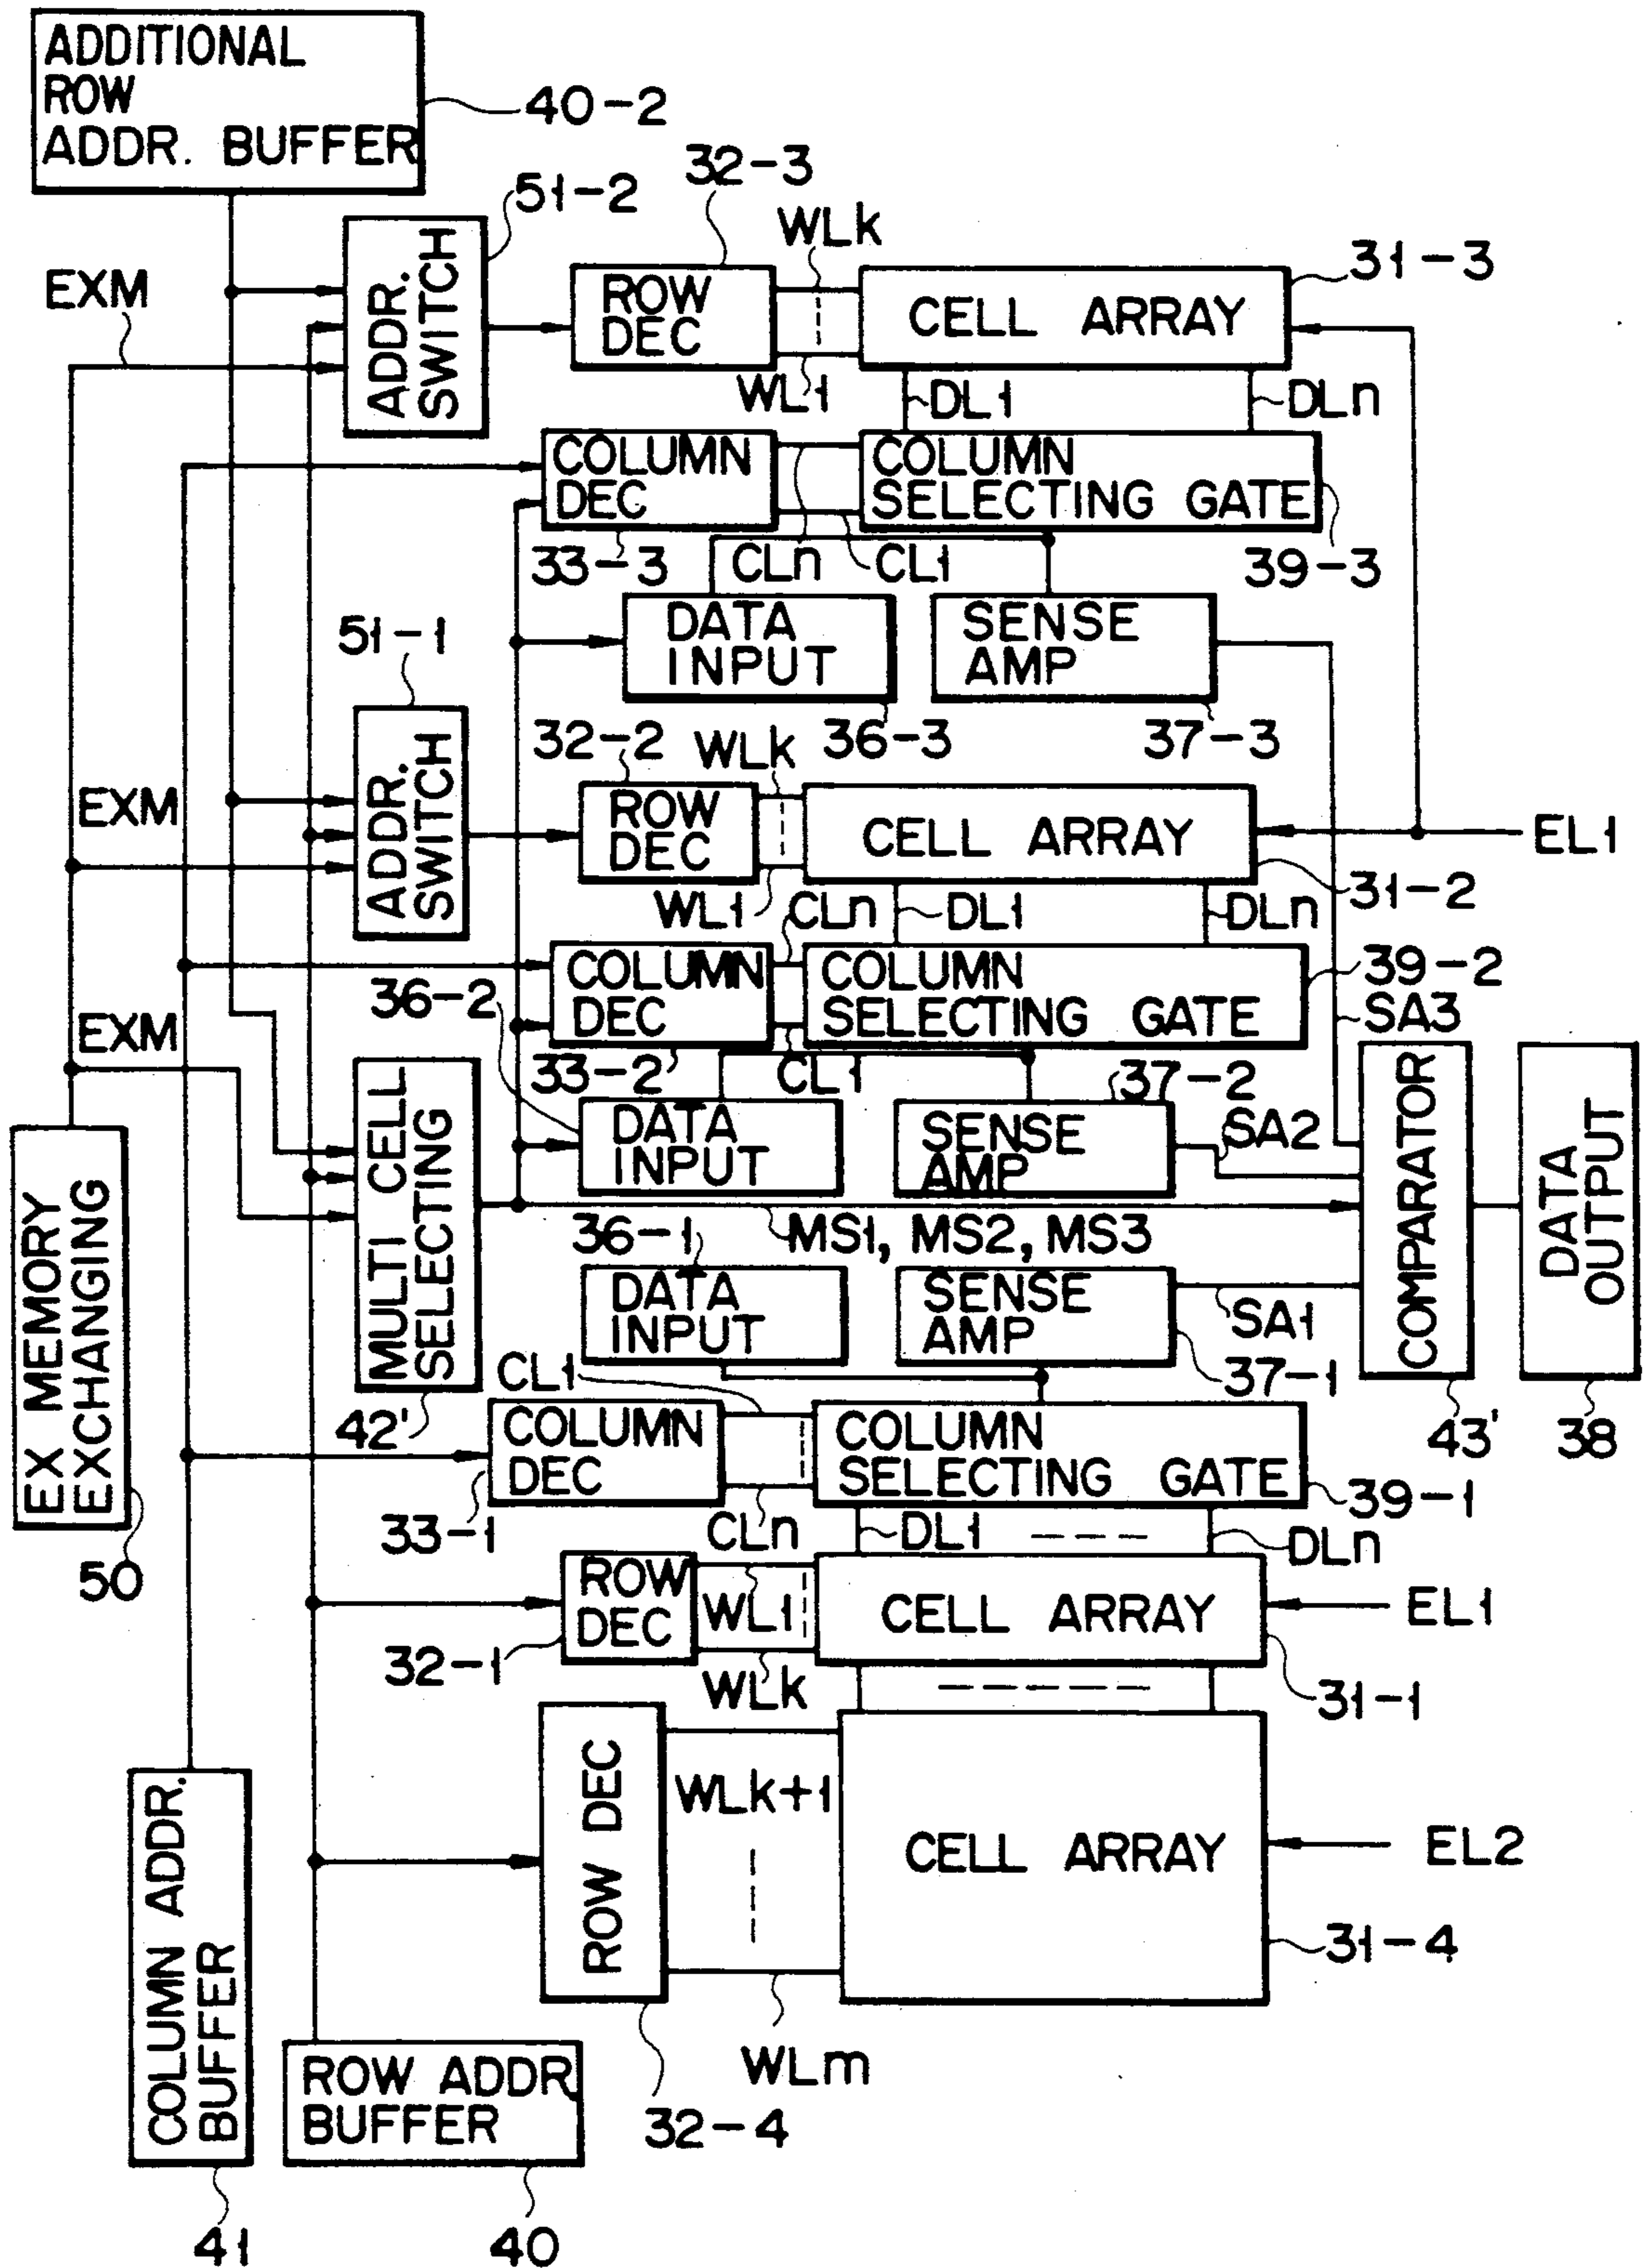 ADDITIONAL
ROW
ADDR. BUFFER
40-2
32-3
51-2
WLk
31-3
EXM
ADDR.
SWITCH
ROW
DEC
CELL ARRAY
WL1
DL1
DLn
COLUMN
DEC
COLUMN
SELECTING GATE
33-3
CLn
CL1
39-3
51-1
DATA
INPUT
SENSE
AMP
32-2
WLk
36-3
37-3
EXM
ADDR.
SWITCH
ROW
DEC
CELL ARRAY
EL1
WL1
CLn
DL1
DLn
31-2
36-2
COLUMN
DEC
COLUMN
SELECTING GATE
39-2
SA3
EXM
33-2'
CL1
37-2
MULTI CELL
SELECTING
DATA
INPUT
SENSE
AMP
SA2
COMPARATOR
DATA
OUTPUT
EX MEMORY
EXCHANGING
36-1
MS1, MS2, MS3
DATA
INPUT
SENSE
AMP
SA1
CL1
37-1
42'
43'
38
COLUMN
DEC
COLUMN
SELECTING GATE
39-1
33-1
CLn
DL1
DLn
50
ROW
DEC
WL1
CELL ARRAY
EL1
32-1
WLk
31-1
ROW DEC
WLk+1
CELL ARRAY
EL2
31-4
COLUMN ADDR.
BUFFER
WLm
ROW ADDR.
BUFFER
32-4
41
40